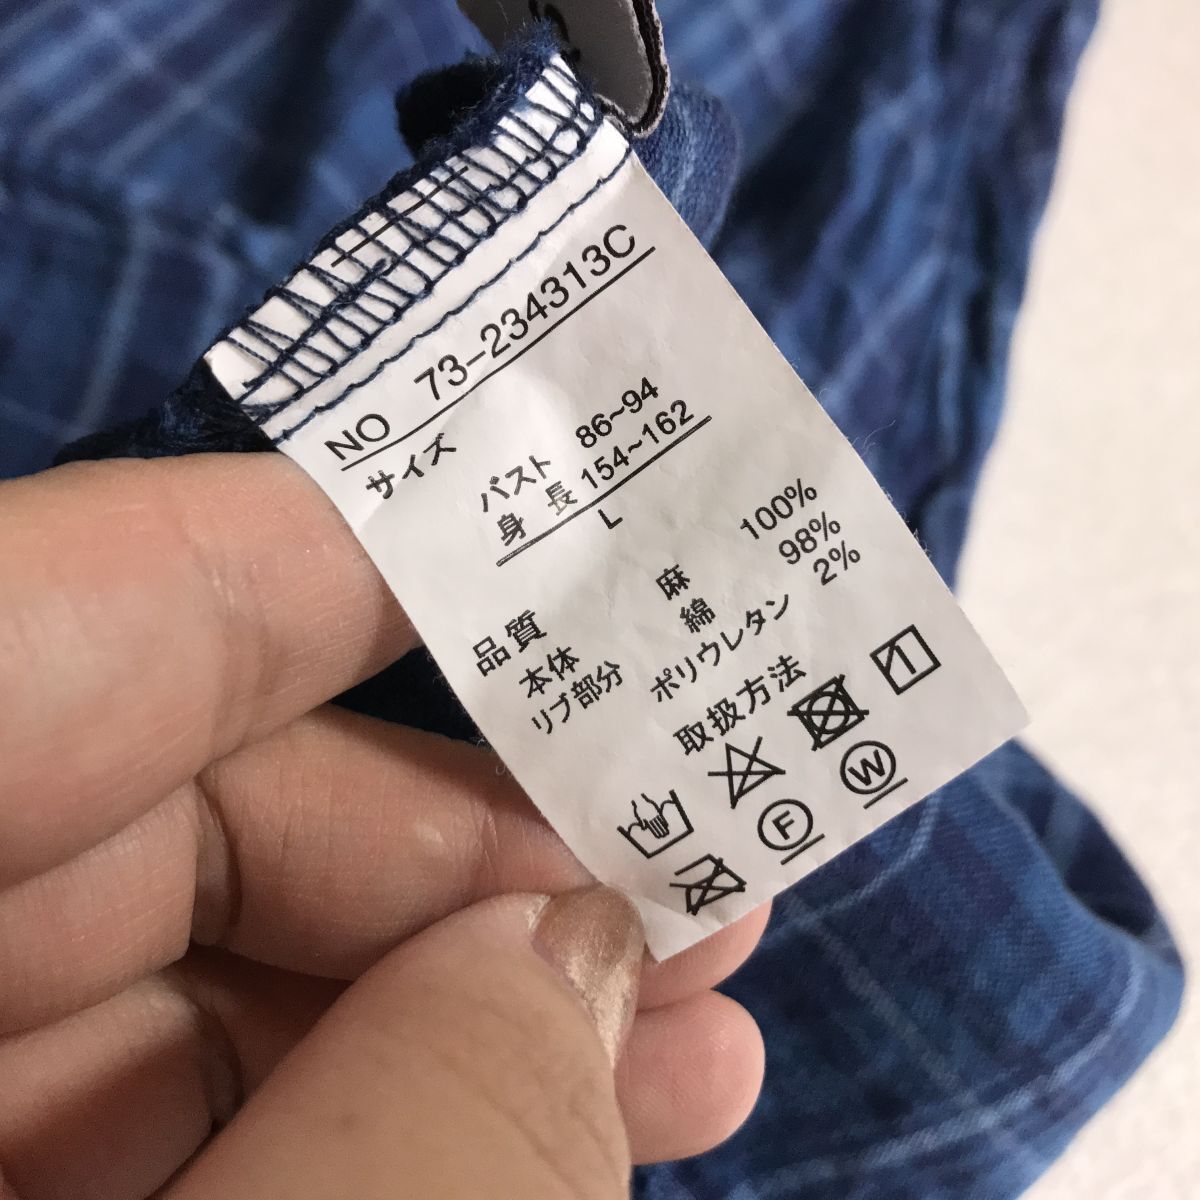 NO 73-234313C
サイズ
バスト 86~94
身 長 154~162
L
品質
本体 麻 100%
リブ部分 綿 98%
ポリウレタン 2%
取扱方法
F
W